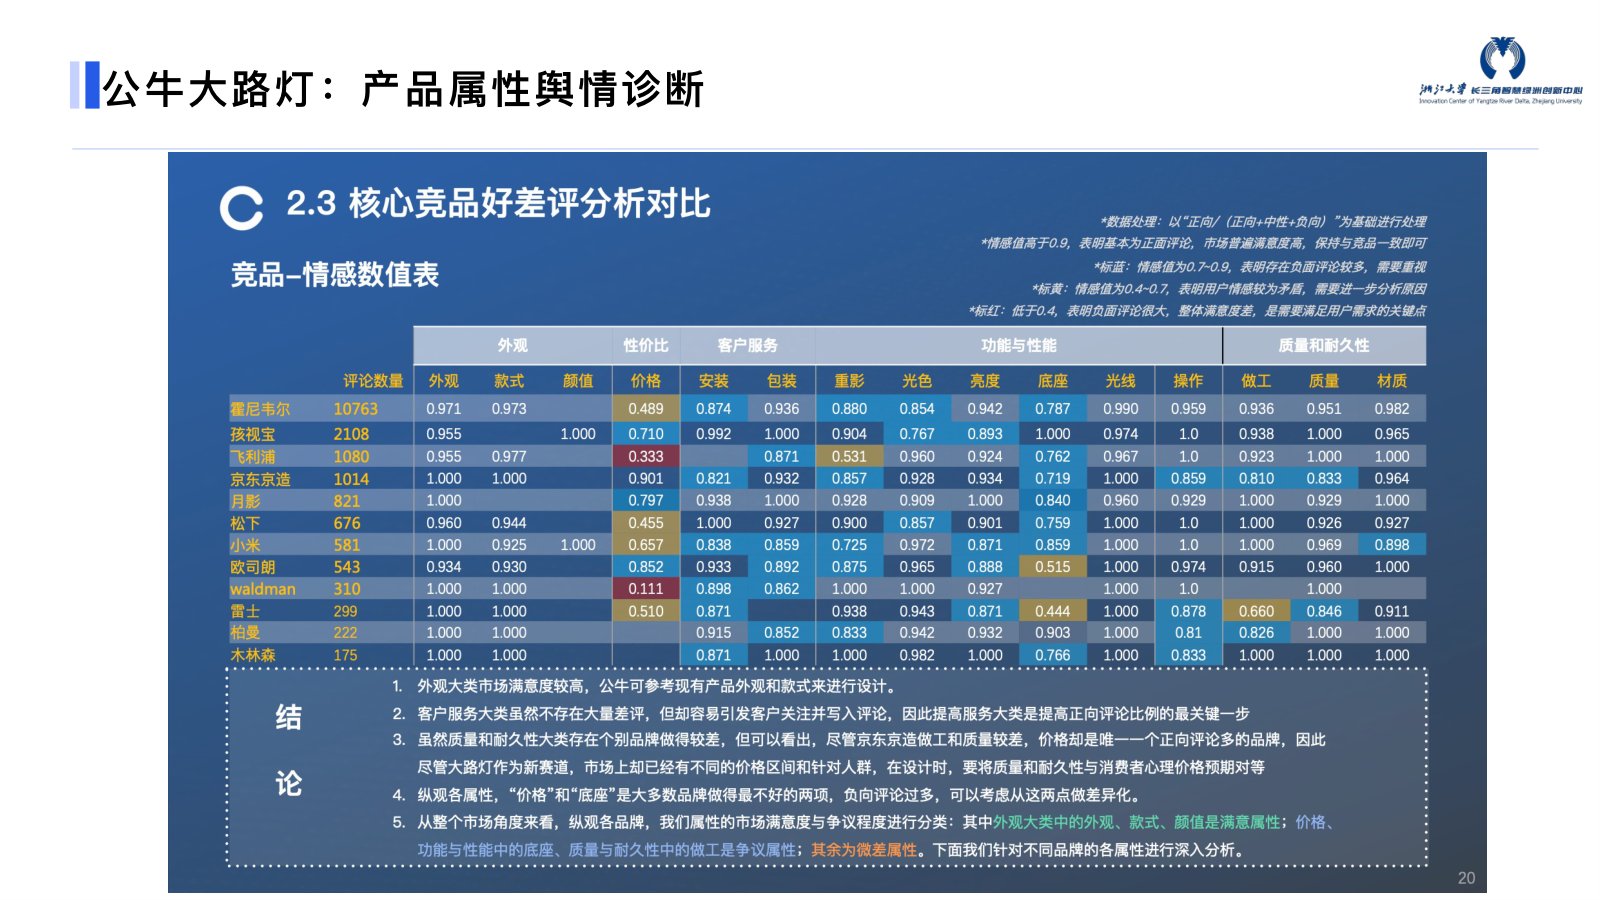 公牛大路灯：产品属性舆情诊断
浙江大学 长三角智慧绿洲创新中心
Innovation Center of Yangtze River Delta, Zhejiang University
2.3 核心竞品好差评分析对比
*数据处理：以“正向/（正向+中性+负向）”为基础进行处理
*情感值高于0.9，表明基本为正面评论，市场普遍满意度高，保持与竞品一致即可
竞品–情感数值表
*标蓝：情感值为0.7~0.9，表明存在负面评论较多，需要重视
*标黄：情感值为0.4~0.7，表明用户情感较为矛盾，需要进一步分析原因
*标红：低于0.4，表明负面评论很大，整体满意度差，是需要满足用户需求的关键点
外观 性价比 客户服务 功能与性能 质量和耐久性
评论数量 外观 款式 颜值 价格 安装 包装 重影 光色 亮度 底座 光线 操作 做工 质量 材质
霍尼韦尔 10763 0.971 0.973 0.489 0.874 0.936 0.880 0.854 0.942 0.787 0.990 0.959 0.936 0.951 0.982
孩视宝 2108 0.955 1.000 0.710 0.992 1.000 0.904 0.767 0.893 1.000 0.974 1.0 0.938 1.000 0.965
飞利浦 1080 0.955 0.977 0.333 0.871 0.531 0.960 0.924 0.762 0.967 1.0 0.923 1.000 1.000
京东京造 1014 1.000 1.000 0.901 0.821 0.932 0.857 0.928 0.934 0.719 1.000 0.859 0.810 0.833 0.964
月影 821 1.000 0.797 0.938 1.000 0.928 0.909 1.000 0.840 0.960 0.929 1.000 0.929 1.000
松下 676 0.960 0.944 0.455 1.000 0.927 0.900 0.857 0.901 0.759 1.000 1.0 1.000 0.926 0.927
小米 581 1.000 0.925 1.000 0.657 0.838 0.859 0.725 0.972 0.871 0.859 1.000 1.0 1.000 0.969 0.898
欧司朗 543 0.934 0.930 0.852 0.933 0.892 0.875 0.965 0.888 0.515 1.000 0.974 0.915 0.960 1.000
waldman 310 1.000 1.000 0.111 0.898 0.862 1.000 1.000 0.927 1.000 1.0 1.000
雷士 299 1.000 1.000 0.510 0.871 0.938 0.943 0.871 0.444 1.000 0.878 0.660 0.846 0.911
柏曼 222 1.000 1.000 0.915 0.852 0.833 0.942 0.932 0.903 1.000 0.81 0.826 1.000 1.000
木林森 175 1.000 1.000 0.871 1.000 1.000 0.982 1.000 0.766 1.000 0.833 1.000 1.000 1.000
结论
1. 外观大类市场满意度较高，公牛可参考现有产品外观和款式来进行设计。
2. 客户服务大类虽然不存在大量差评，但却容易引发客户关注并写入评论，因此提高服务大类是提高正向评论比例的最关键一步
3. 虽然质量和耐久性大类存在个别品牌做得较差，但可以看出，尽管京东京造做工和质量较差，价格却是唯一一个正向评论多的品牌，因此
尽管大路灯作为新赛道，市场上却已经有不同的价格区间和针对人群，在设计时，要将质量和耐久性与消费者心理价格预期对等
4. 纵观各属性，“价格”和“底座”是大多数品牌做得最不好的两项，负向评论过多，可以考虑从这两点做差异化。
5. 从整个市场角度来看，纵观各品牌，我们属性的市场满意度与争议程度进行分类：其中外观大类中的外观、款式、颜值是满意属性；价格、
功能与性能中的底座、质量与耐久性中的做工是争议属性；其余为微差属性。下面我们针对不同品牌的各属性进行深入分析。
20